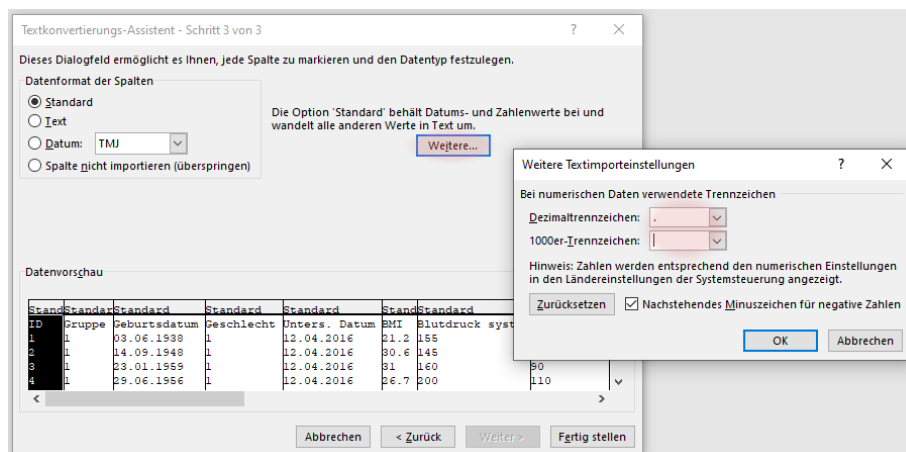 Textkonvertierungs-Assistent - Schritt 3 von 3
Dieses Dialogfeld ermöglicht es Ihnen, jede Spalte zu markieren und den Datentyp festzulegen.
Datenformat der Spalten
Standard
Text
Datum: TMJ
Spalte nicht importieren (überspringen)
Die Option 'Standard' behält Datums- und Zahlenwerte bei und
wandelt alle anderen Werte in Text um.
Weitere...
Datenvorschau
Stand Standar Standard Standard Standard Stand Standard
ID Gruppe Geburtsdatum Geschlecht Unters. Datum BMI Blutdruck syst
1 1 03.06.1938 1 12.04.2016 21.2 155
2 1 14.09.1948 1 12.04.2016 30.6 145
3 1 23.01.1959 1 12.04.2016 31 160 90
4 1 29.06.1956 1 12.04.2016 26.7 200 110
Abbrechen < Zurück Weiter > Fertig stellen
Weitere Textimporteinstellungen
Bei numerischen Daten verwendete Trennzeichen
Dezimaltrennzeichen: .
1000er-Trennzeichen:
Hinweis: Zahlen werden entsprechend den numerischen Einstellungen
in den Ländereinstellungen der Systemsteuerung angezeigt.
Zurücksetzen Nachstehendes Minuszeichen für negative Zahlen
OK Abbrechen